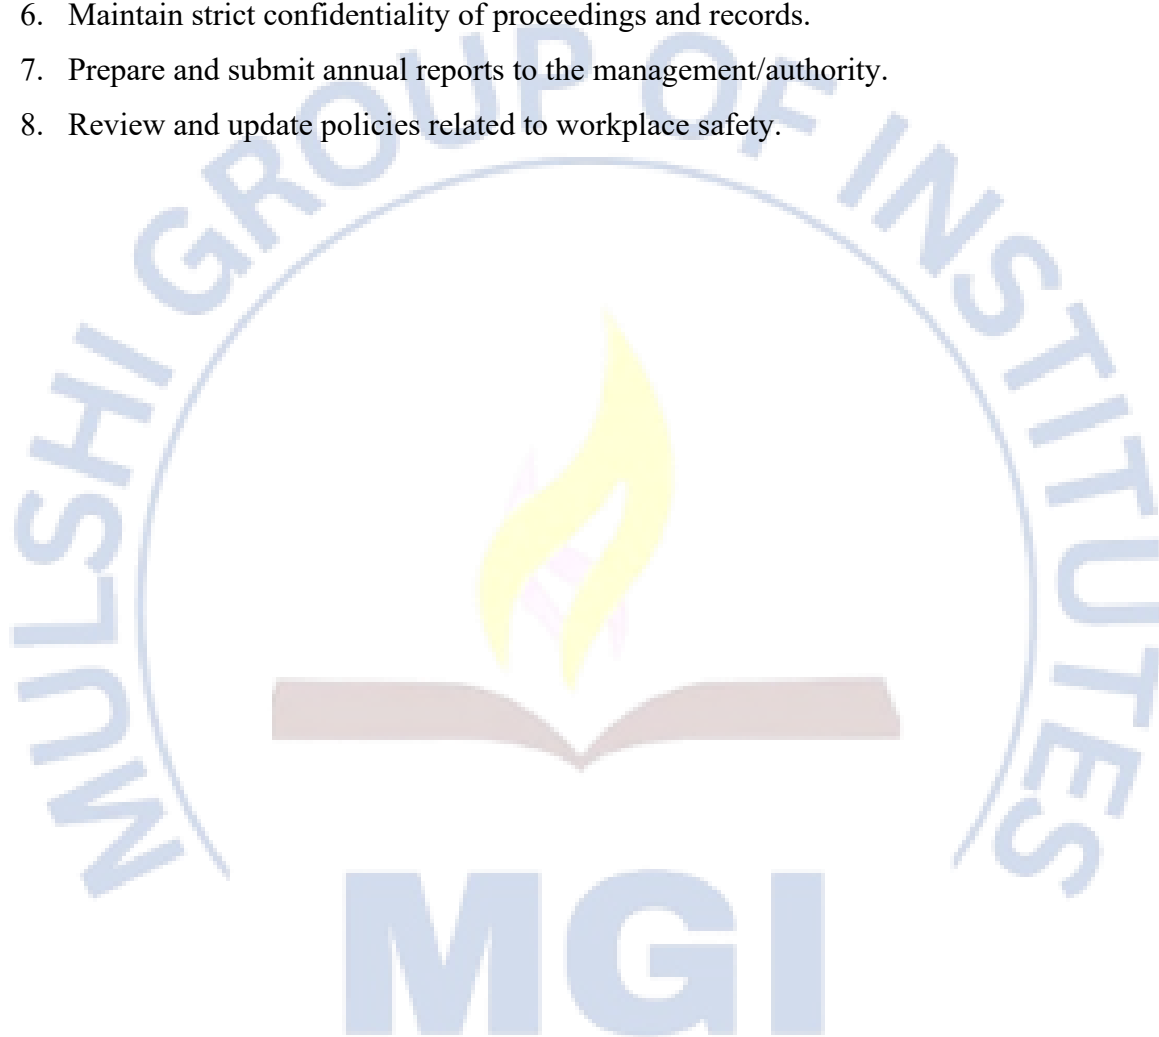 6. Maintain strict confidentiality of proceedings and records.
7. Prepare and submit annual reports to the management/authority.
8. Review and update policies related to workplace safety.
MULSHI GROUP OF INSTITUTES
MGI